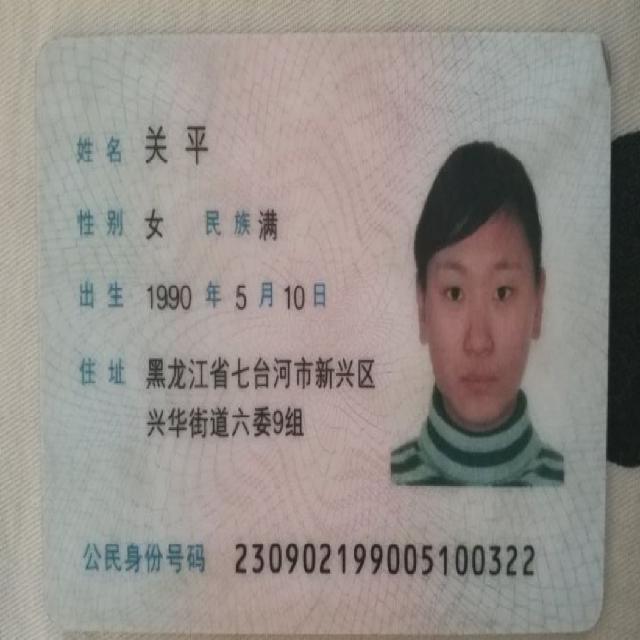 姓名 关平
性别 女 民族 满
出生 1990 年 5 月 10 日
住址 黑龙江省七台河市新兴区
兴华街道六委9组
公民身份号码 230902199005100322